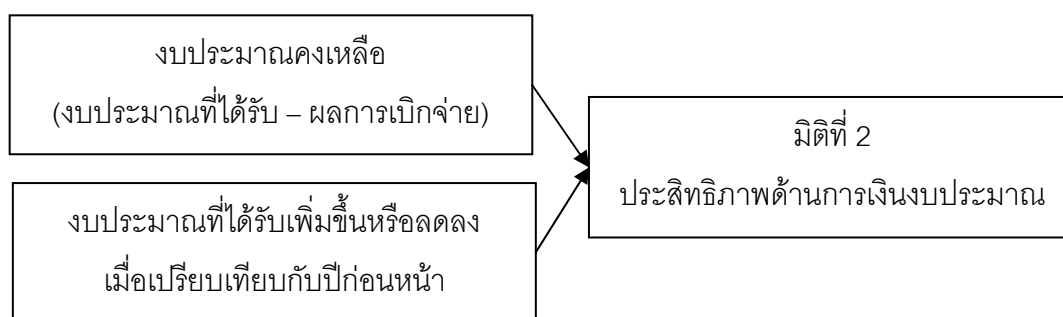 งบประมาณคงเหลือ
(งบประมาณที่ได้รับ – ผลการเบิกจ่าย)
งบประมาณที่ได้รับเพิ่มขึ้นหรือลดลง
เมื่อเปรียบเทียบกับปีก่อนหน้า
มิติที่ 2
ประสิทธิภาพด้านการเงินงบประมาณ